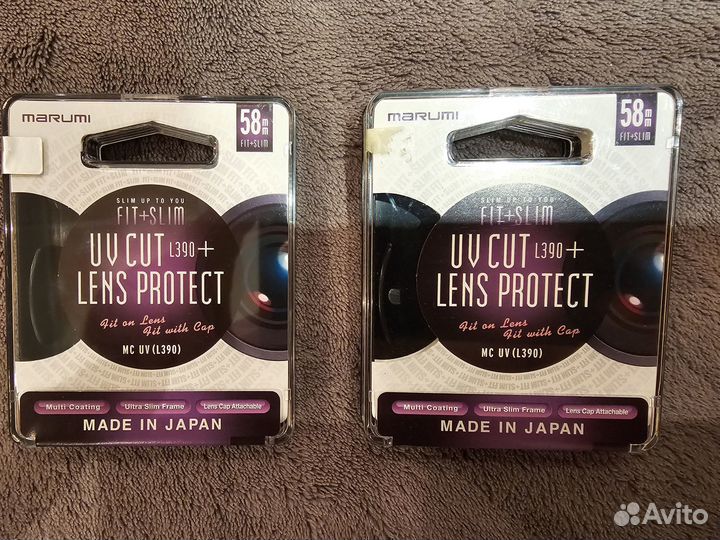 marumi
58mm
FIT+SLIM
SLIM UP TO YOU
FIT+SLIM
UV CUT L390+
LENS PROTECT
Fit on Lens
Fit with Cap
MC UV (L390)
Multi Coating
Ultra Slim Frame
Lens Cap Attachable
MADE IN JAPAN
marumi
58mm
FIT+SLIM
SLIM UP TO YOU
FIT+SLIM
UV CUT L390+
LENS PROTECT
Fit on Lens
Fit with Cap
MC UV (L390)
Multi Coating
Ultra Slim Frame
Lens Cap Attachable
MADE IN JAPAN
Avito